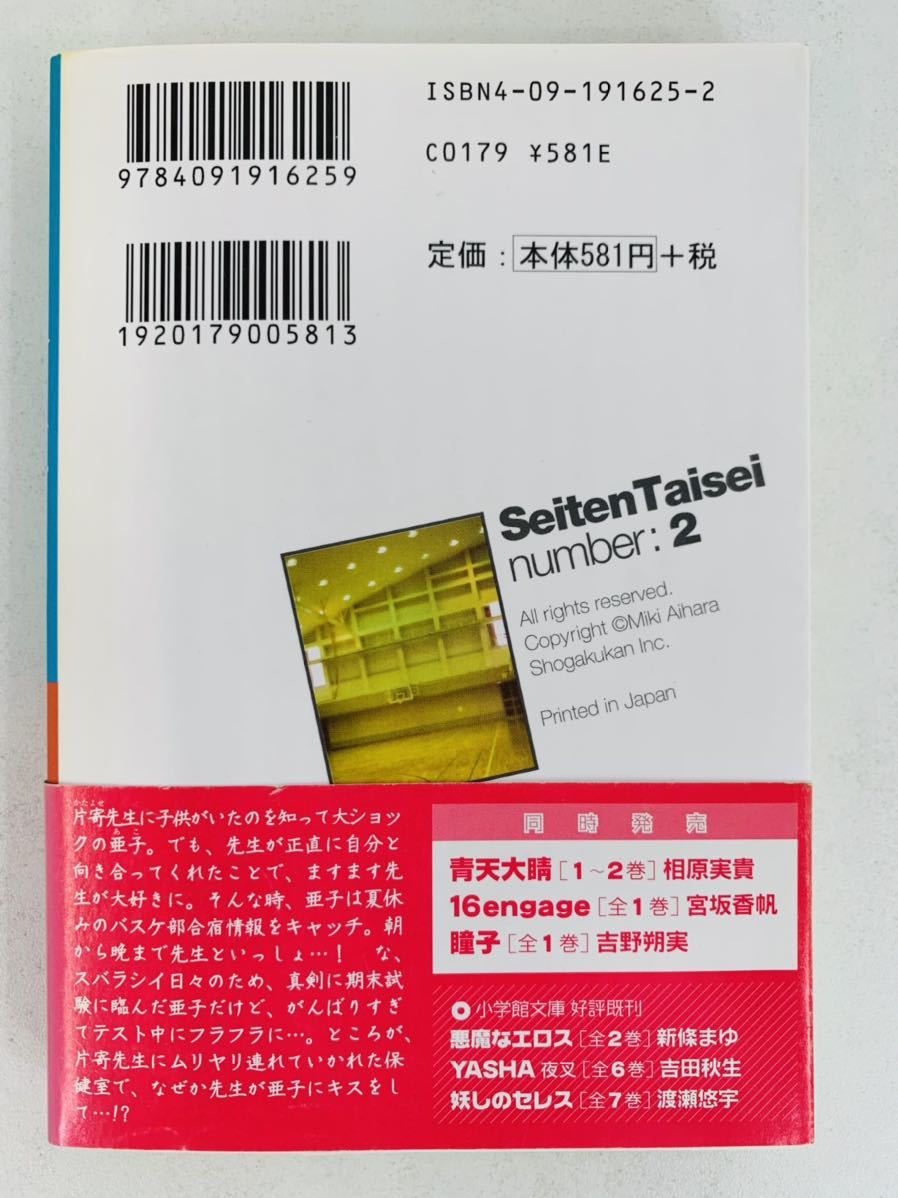 9784091916259
ISBN4-09-191625-2
C0179 ¥581E
1920179005813
定価：本体581円＋税
SeitenTaisei
number: 2
All rights reserved.
Copyright ©Miki Aihara
Shogakukan Inc.
Printed in Japan
片寄先生に子供がいたのを知って大ショッ
クの亜子。でも、先生が正直に自分と
向き合ってくれたことで、ますます先
生が大好きに。そんな時、亜子は夏休
みのバスケ部合宿情報をキャッチ。朝
から晩まで先生といっしょ…！　な、
スバラシイ日々のため、真剣に期末試
験に臨んだ亜子だけど、がんばりすぎ
てテスト中にフラフラに…。ところが、
片寄先生にムリヤリ連れていかれた保
健室で、なぜか先生が亜子にキスをし
て…!?
かたよせ
あこ
同時発売
青天大晴［1～2巻］相原実貴
16engage［全1巻］宮坂香帆
瞳子［全1巻］吉野朔実
小学館文庫 好評既刊
悪魔なエロス［全2巻］新條まゆ
YASHA 夜叉［全6巻］吉田秋生
妖しのセレス［全7巻］渡瀬悠宇